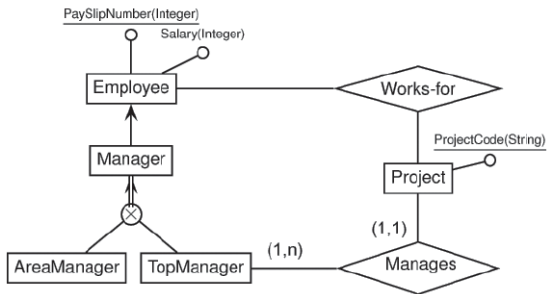 PaySlipNumber(Integer)
Salary(Integer)
Employee
Works-for
Manager
ProjectCode(String)
Project
(1,1)
(1,n)
AreaManager
TopManager
Manages